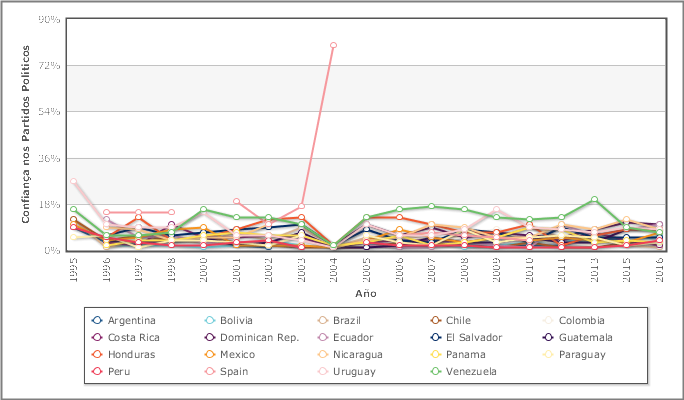 90%
72%
54%
36%
18%
0%
Confiança nos Partidos Politicos
1995 1996 1997 1998 2000 2001 2002 2003 2004 2005 2006 2007 2008 2009 2010 2011 2013 2015 2016
Año
Argentina Bolivia Brazil Chile Colombia
Costa Rica Dominican Rep. Ecuador El Salvador Guatemala
Honduras Mexico Nicaragua Panama Paraguay
Peru Spain Uruguay Venezuela